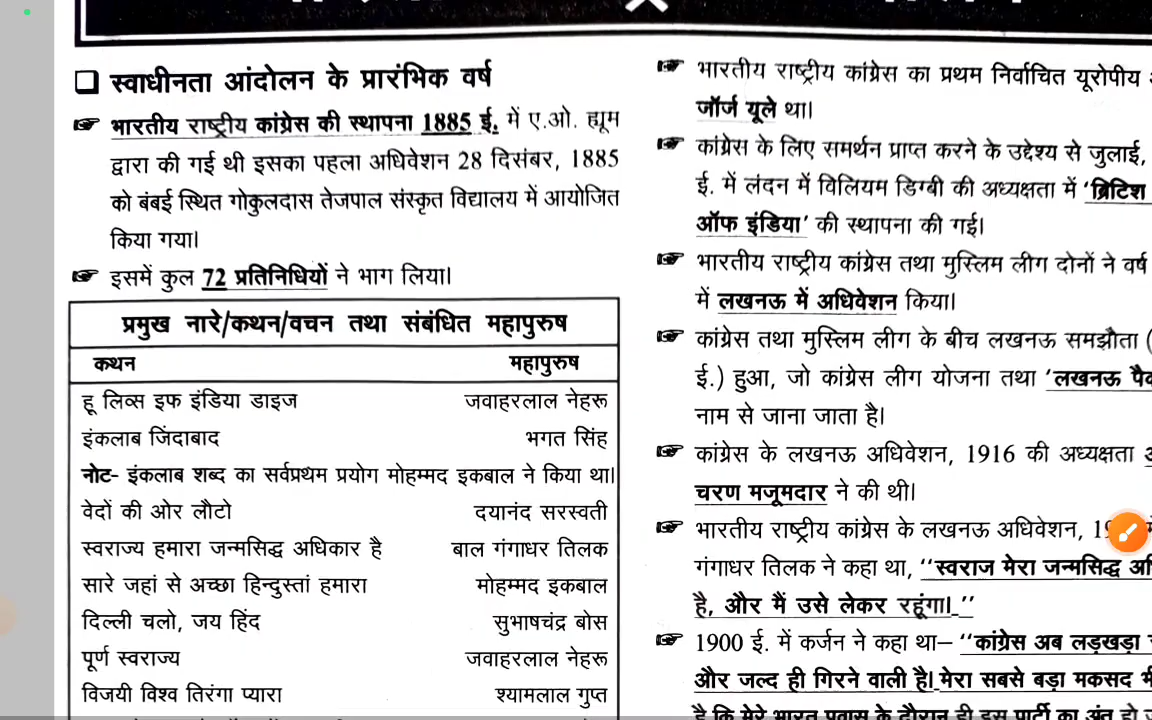 ❑ स्वाधीनता आंदोलन के प्रारंभिक वर्ष
☞ भारतीय राष्ट्रीय कांग्रेस की स्थापना 1885 ई. में ए.ओ. ह्यूम
द्वारा की गई थी इसका पहला अधिवेशन 28 दिसंबर, 1885
को बंबई स्थित गोकुलदास तेजपाल संस्कृत विद्यालय में आयोजित
किया गया।
☞ इसमें कुल 72 प्रतिनिधियों ने भाग लिया।
प्रमुख नारे/कथन/वचन तथा संबंधित महापुरुष
कथन महापुरुष
हू लिव्स इफ इंडिया डाइज जवाहरलाल नेहरू
इंकलाब जिंदाबाद भगत सिंह
नोट- इंकलाब शब्द का सर्वप्रथम प्रयोग मोहम्मद इकबाल ने किया था।
वेदों की ओर लौटो दयानंद सरस्वती
स्वराज्य हमारा जन्मसिद्ध अधिकार है बाल गंगाधर तिलक
सारे जहां से अच्छा हिन्दुस्तां हमारा मोहम्मद इकबाल
दिल्ली चलो, जय हिंद सुभाषचंद्र बोस
पूर्ण स्वराज्य जवाहरलाल नेहरू
विजयी विश्व तिरंगा प्यारा श्यामलाल गुप्त
☞ भारतीय राष्ट्रीय कांग्रेस का प्रथम निर्वाचित यूरोपीय
जॉर्ज यूले था।
☞ कांग्रेस के लिए समर्थन प्राप्त करने के उद्देश्य से जुलाई,
ई. में लंदन में विलियम डिग्बी की अध्यक्षता में ‘ब्रिटिश
ऑफ इंडिया’ की स्थापना की गई।
☞ भारतीय राष्ट्रीय कांग्रेस तथा मुस्लिम लीग दोनों ने वर्ष
में लखनऊ में अधिवेशन किया।
☞ कांग्रेस तथा मुस्लिम लीग के बीच लखनऊ समझौता (
ई.) हुआ, जो कांग्रेस लीग योजना तथा ‘लखनऊ
नाम से जाना जाता है।
☞ कांग्रेस के लखनऊ अधिवेशन, 1916 की अध्यक्षता
चरण मजूमदार ने की थी।
☞ भारतीय राष्ट्रीय कांग्रेस के लखनऊ अधिवेशन,
गंगाधर तिलक ने कहा था, ‘‘स्वराज मेरा जन्मसिद्ध
है, और मैं उसे लेकर रहूंगा।’’
☞ 1900 ई. में कर्जन ने कहा था– ‘‘कांग्रेस अब लड़खड़ा
और जल्द ही गिरने वाली है। मेरा सबसे बड़ा मकसद
है कि मेरे भारत प्रवास के दौरान ही इस पार्टी का अंत हो